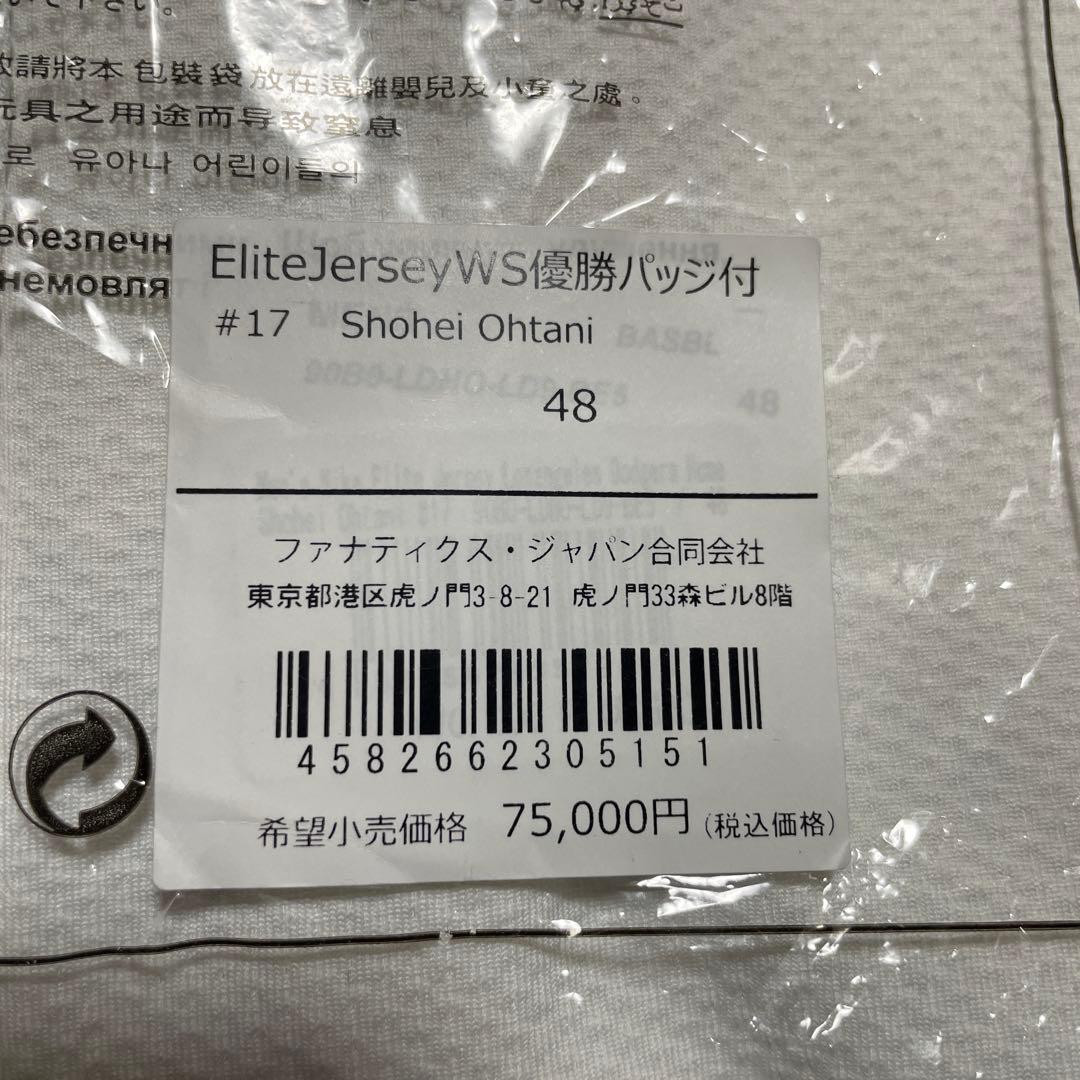 放請將本包裝袋放在遠離嬰兒及小童之處。
玩具之用途而导致窒息
로 유아나 어린이들의
ебезпечн
немовля
EliteJerseyWS優勝パッジ付
#17 Shohei Ohtani
BASBL
48
48
ファナティクス・ジャパン合同会社
東京都港区虎ノ門3-8-21 虎ノ門33森ビル8階
4582662305151
希望小売価格 75,000円(税込価格)